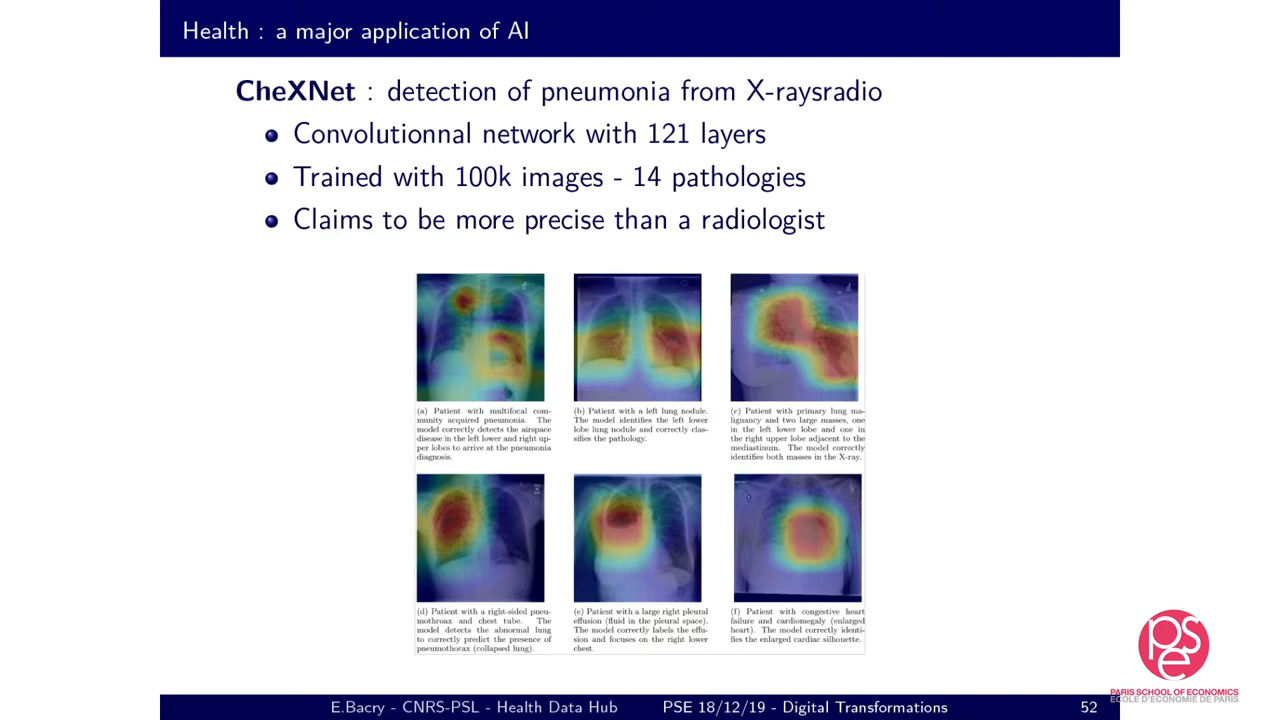 Health : a major application of AI
CheXNet : detection of pneumonia from X-raysradio
Convolutionnal network with 121 layers
Trained with 100k images - 14 pathologies
Claims to be more precise than a radiologist
(a) Patient with multifocal com-
munity acquired pneumonia. The
model correctly detects the airspace
disease in the left lower and right up-
per lobes to arrive at the pneumonia
diagnosis.
(b) Patient with a left lung nodule.
The model identifies the left lower
lobe lung nodule and correctly clas-
sifies the pathology.
(c) Patient with primary lung ma-
lignancy and two large masses, one
in the left lower lobe and one in
the right upper lobe adjacent to the
mediastinum. The model correctly
identifies both masses in the X-ray.
(d) Patient with a right-sided pneu-
mothroax and chest tube. The
model detects the abnormal lung
to correctly predict the presence of
pneumothorax (collapsed lung).
(e) Patient with a large right pleural
effusion (fluid in the pleural space).
The model correctly labels the effu-
sion and focuses on the right lower
chest.
(f) Patient with congestive heart
failure and cardiomegaly (enlarged
heart). The model correctly identi-
fies the enlarged cardiac silhouette.
pse
PARIS SCHOOL OF ECONOMICS
ECOLE D'ECONOMIE DE PARIS
E.Bacry - CNRS-PSL - Health Data Hub
PSE 18/12/19 - Digital Transformations
52